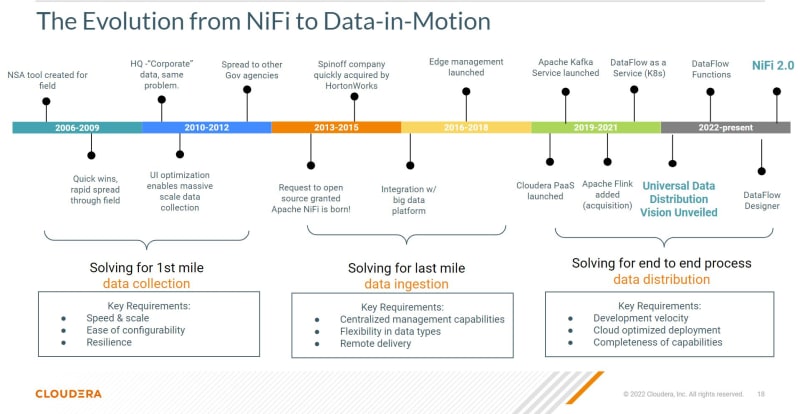 The Evolution from NiFi to Data-in-Motion
NSA tool created for
field
HQ -"Corporate"
data, same
problem.
Spread to other
Gov agencies
Spinoff company
quickly acquired by
HortonWorks
Edge management
launched
Apache Kafka
Service launched
DataFlow as a
Service (K8s)
DataFlow
Functions
NiFi 2.0
2006-2009
2010-2012
2013-2015
2016-2018
2019-2021
2022-present
Quick wins,
rapid spread
through field
UI optimization
enables massive
scale data
collection
Request to open
source granted
Apache NiFi is born!
Integration w/
big data
platform
Cloudera PaaS
launched
Apache Flink
added
(acquisition)
Universal Data
Distribution
Vision Unveiled
DataFlow
Designer
Solving for 1st mile
data collection
Key Requirements:
● Speed & scale
● Ease of configurability
● Resilience
Solving for last mile
data ingestion
Key Requirements:
● Centralized management capabilities
● Flexibility in data types
● Remote delivery
Solving for end to end process
data distribution
Key Requirements:
● Development velocity
● Cloud optimized deployment
● Completeness of capabilities
CLOUDERA
© 2022 Cloudera, Inc. All rights reserved. 18